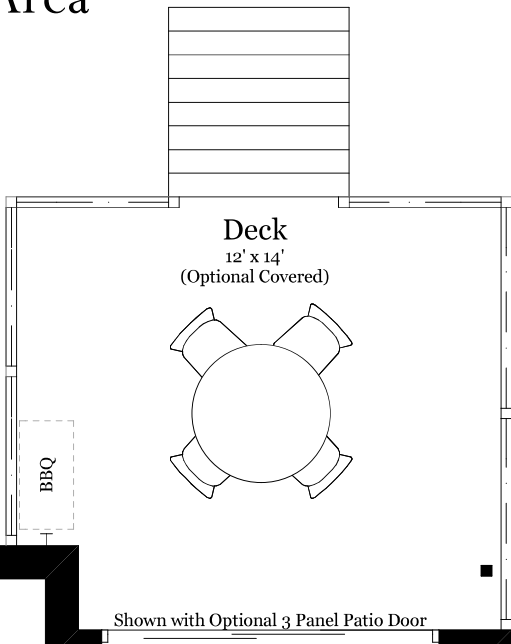 Area
Deck
12' x 14'
(Optional Covered)
BBQ
Shown with Optional 3 Panel Patio Door